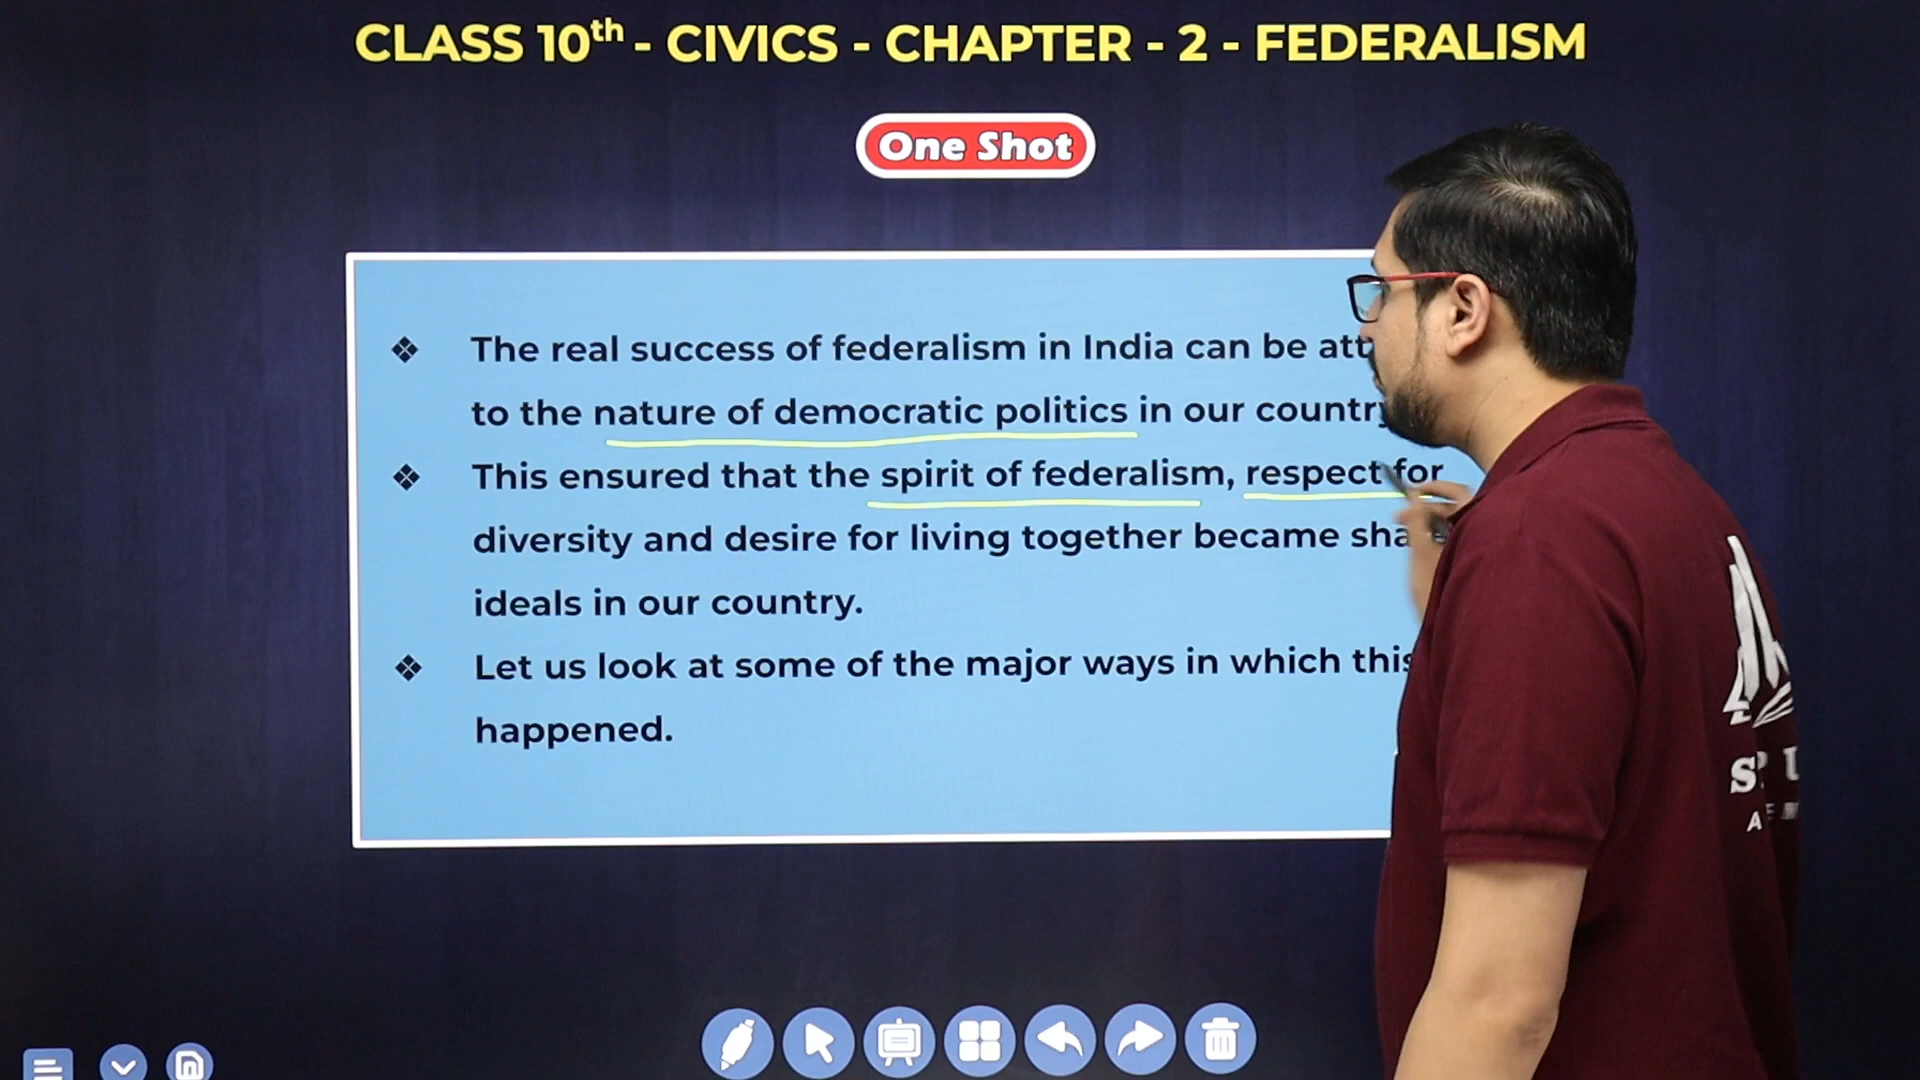 CLASS 10th - CIVICS - CHAPTER - 2 - FEDERALISM
One Shot
❖ The real success of federalism in India can be
to the nature of democratic politics in our country
❖ This ensured that the spirit of federalism, respect for
diversity and desire for living together became
ideals in our country.
❖ Let us look at some of the major ways in which this
happened.